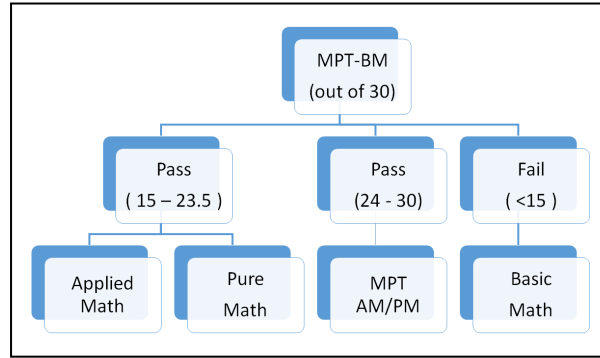 MPT-BM
(out of 30)
Pass
( 15 – 23.5 )
Pass
(24 - 30)
Fail
( <15 )
Applied
Math
Pure
Math
MPT
AM/PM
Basic
Math